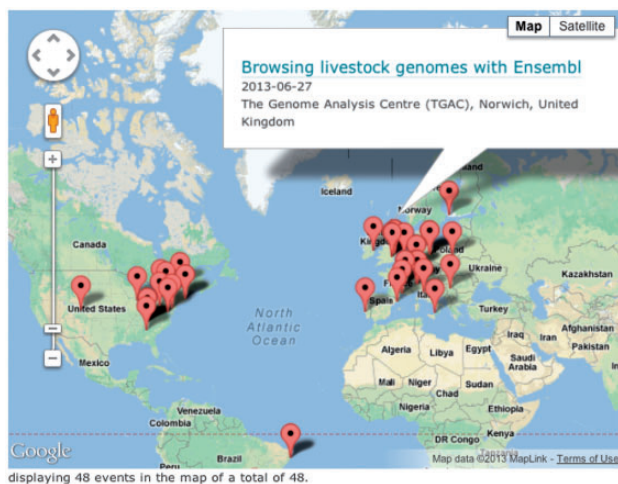 Map Satellite
Browsing livestock genomes with Ensembl
2013-06-27
The Genome Analysis Centre (TGAC), Norwich, United
Kingdom
Iceland
Norway
Canada
Ukraine
Kazakhstan
United States
Spain
Turkey
North
Atlantic
Ocean
Iraq
Iran
Afghanistan
Pakistan
Algeria
Libya
Egypt
Saudi
Arabia
Mexico
Mali
Niger
Sudan
Chad
Nigeria
Ethiopia
Venezuela
Colombia
DR Congo
Kenya
Tanzania
Brazil
Peru
Google
Map data ©2013 MapLink - Terms of Use
displaying 48 events in the map of a total of 48.